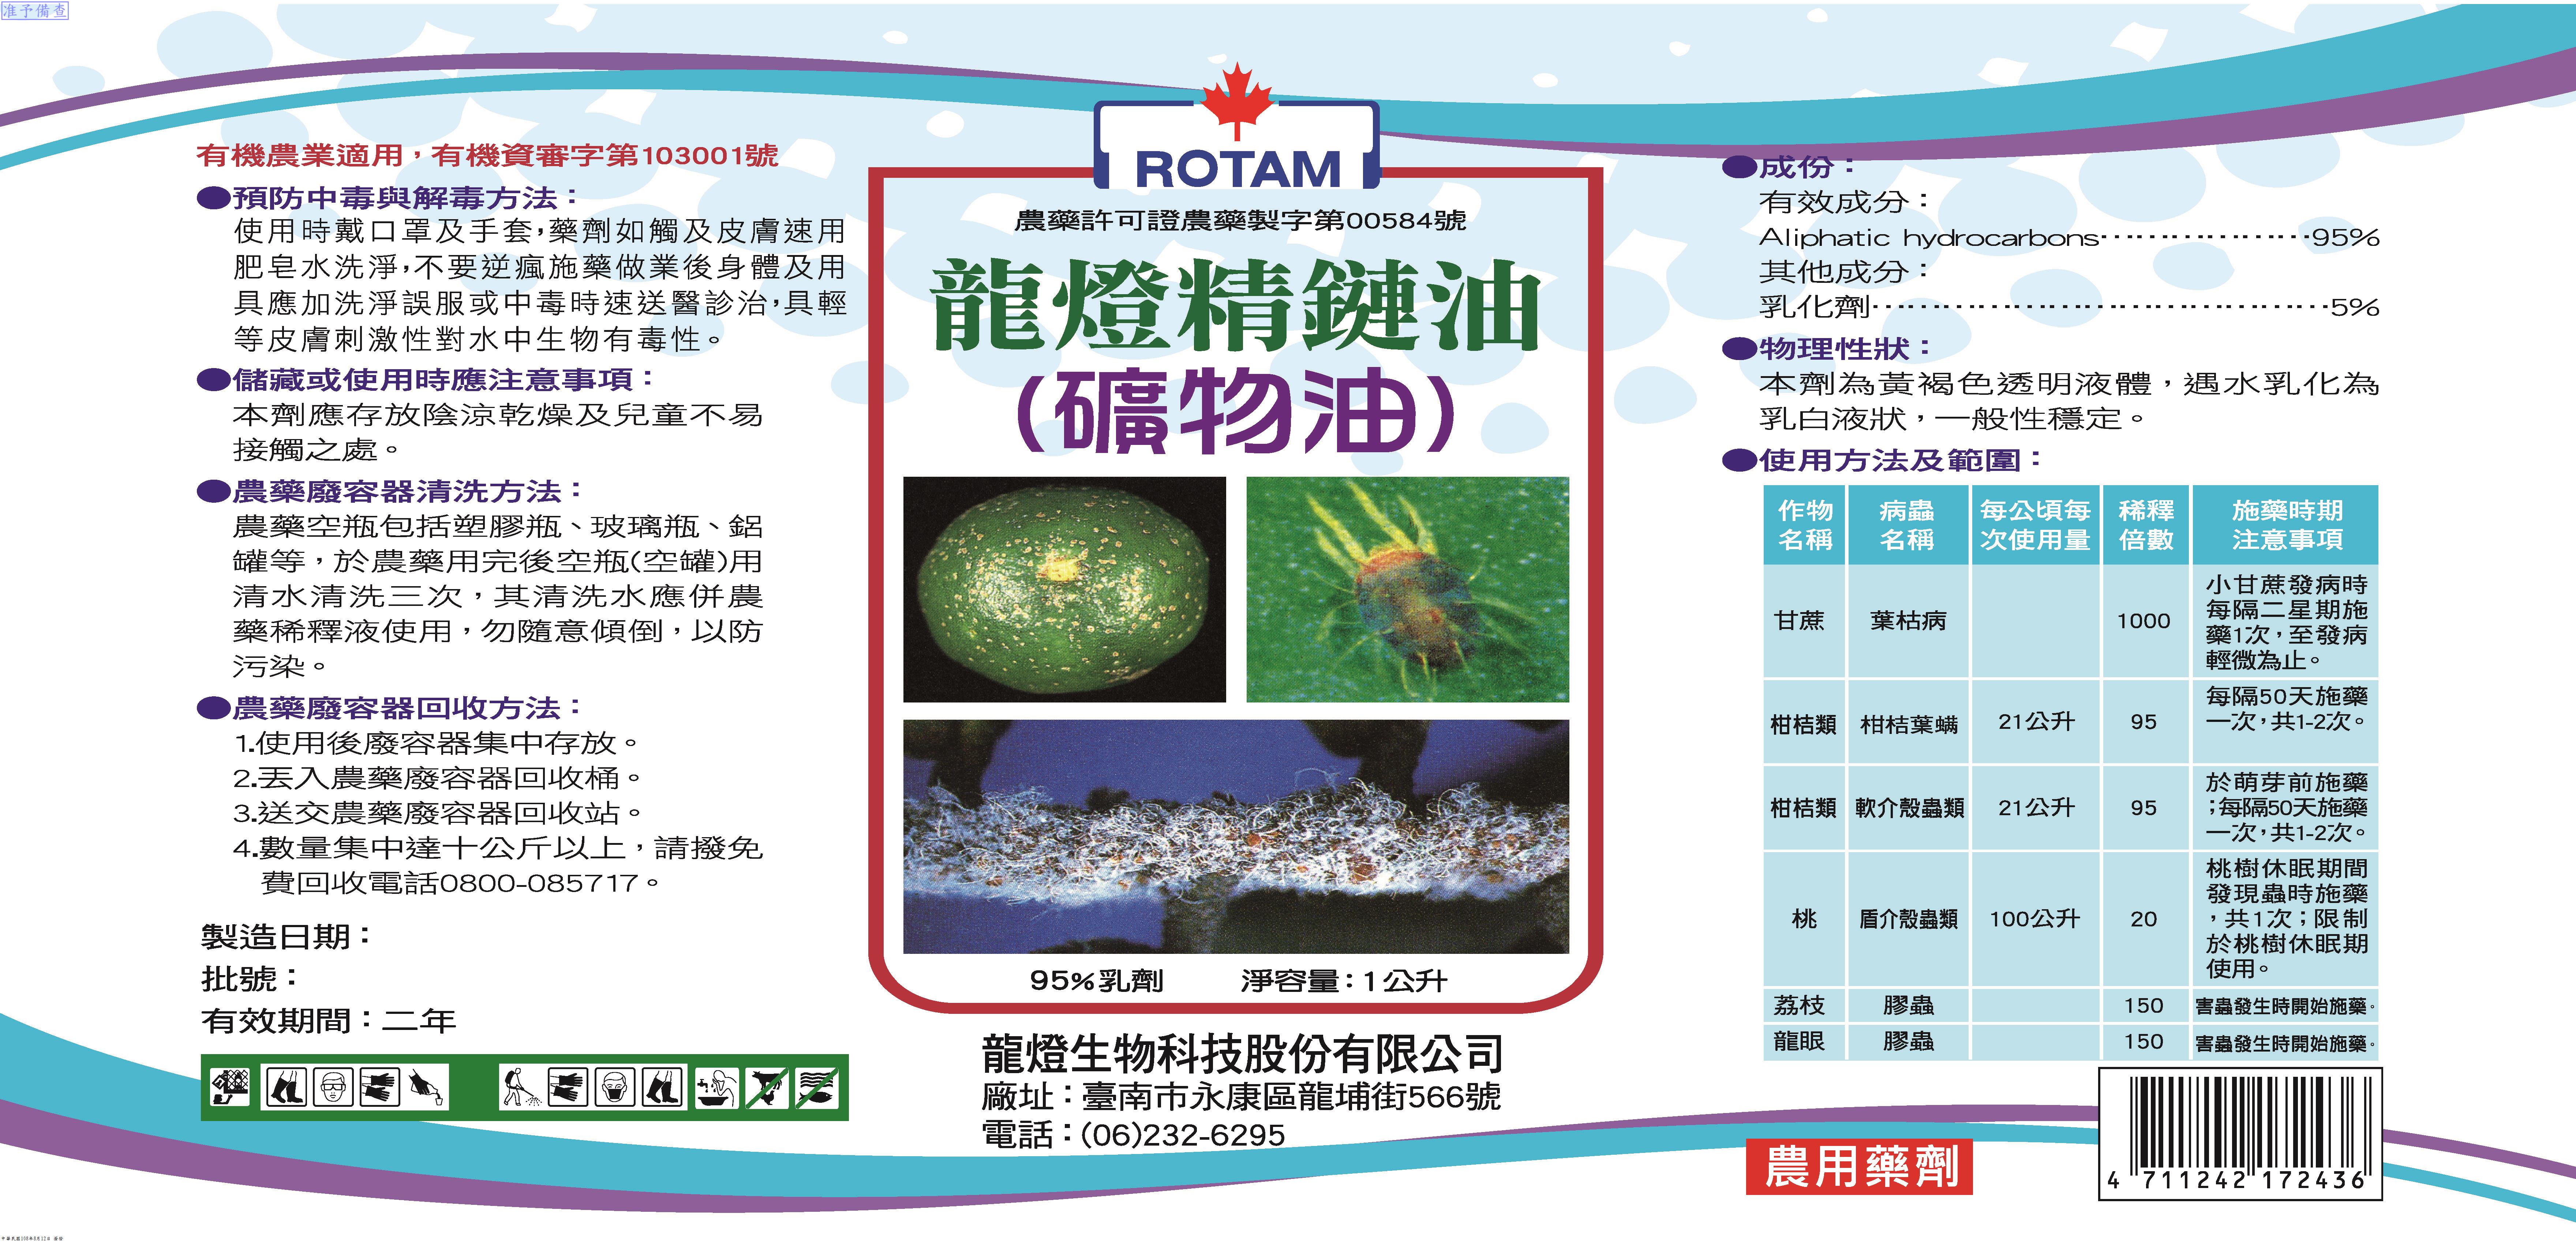 准予備查
有機農業適用，有機資審字第103001號
●預防中毒與解毒方法：
使用時戴口罩及手套，藥劑如觸及皮膚速用
肥皂水洗淨，不要逆瘋施藥做業後身體及用
具應加洗淨誤服或中毒時速送醫診治，具輕
等皮膚刺激性對水中生物有毒性。
●儲藏或使用時應注意事項：
本劑應存放陰涼乾燥及兒童不易
接觸之處。
●農藥廢容器清洗方法：
農藥空瓶包括塑膠瓶、玻璃瓶、鋁
罐等，於農藥用完後空瓶(空罐)用
清水清洗三次，其清洗水應併農
藥稀釋液使用，勿隨意傾倒，以防
污染。
●農藥廢容器回收方法：
1.使用後廢容器集中存放。
2.丟入農藥廢容器回收桶。
3.送交農藥廢容器回收站。
4.數量集中達十公斤以上，請撥免
費回收電話0800-085717。
製造日期：
批號：
有效期間：二年
ROTAM
農藥許可證農藥製字第00584號
龍燈精鏈油
(礦物油)
95%乳劑 淨容量：1公升
龍燈生物科技股份有限公司
廠址：臺南市永康區龍埔街566號
電話：(06)232-6295
●成份：
有效成分：
Aliphatic hydrocarbons………………95%
其他成分：
乳化劑…………………………………5%
●物理性狀：
本劑為黃褐色透明液體，遇水乳化為
乳白液狀，一般性穩定。
●使用方法及範圍：
作物 病蟲 每公頃每 稀釋 施藥時期
名稱 名稱 次使用量 倍數 注意事項
甘蔗 葉枯病 1000 小甘蔗發病時
每隔二星期施
藥1次，至發病
輕微為止。
柑桔類 柑桔葉蟎 21公升 95 每隔50天施藥
一次，共1-2次。
柑桔類 軟介殼蟲類 21公升 95 於萌芽前施藥
；每隔50天施藥
一次，共1-2次。
桃 盾介殼蟲類 100公升 20 桃樹休眠期間
發現蟲時施藥
，共1次；限制
於桃樹休眠期
使用。
荔枝 膠蟲 150 害蟲發生時開始施藥。
龍眼 膠蟲 150 害蟲發生時開始施藥。
農用藥劑
4 711242 172436